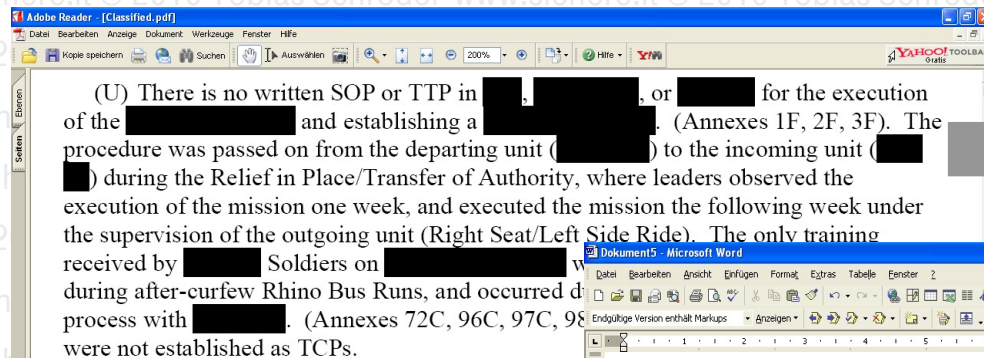 Adobe Reader - [Classified.pdf]
Datei Bearbeiten Anzeige Dokument Werkzeuge Fenster Hilfe
Kopie speichern Suchen Auswählen 200% Hilfe Y!
YAHOO! TOOLBA
Gratis
Ebenen
Seiten
(U) There is no written SOP or TTP in , , or for the execution
of the and establishing a . (Annexes 1F, 2F, 3F). The
procedure was passed on from the departing unit ( ) to the incoming unit (
) during the Relief in Place/Transfer of Authority, where leaders observed the
execution of the mission one week, and executed the mission the following week under
the supervision of the outgoing unit (Right Seat/Left Side Ride). The only training
received by Soldiers on w
during after-curfew Rhino Bus Runs, and occurred d
process with . (Annexes 72C, 96C, 97C, 98
were not established as TCPs.
Dokument5 - Microsoft Word
Datei Bearbeiten Ansicht Einfügen Format Extras Tabelle Fenster ?
Endgültige Version enthält Markups Anzeigen
1 2 3 4 5